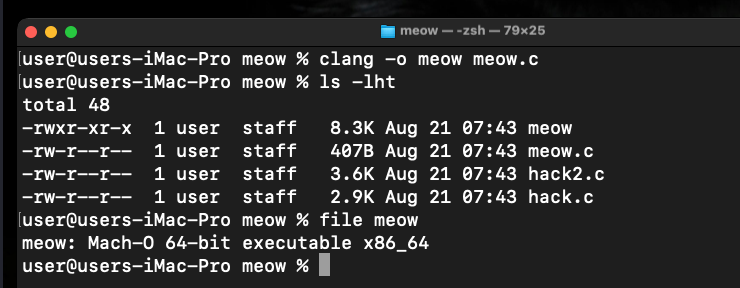 meow — -zsh — 79×25
user@users-iMac-Pro meow % clang -o meow meow.c
user@users-iMac-Pro meow % ls -lht
total 48
-rwxr-xr-x  1 user  staff   8.3K Aug 21 07:43 meow
-rw-r--r--  1 user  staff   407B Aug 21 07:43 meow.c
-rw-r--r--  1 user  staff   3.6K Aug 21 07:43 hack2.c
-rw-r--r--  1 user  staff   2.9K Aug 21 07:43 hack.c
user@users-iMac-Pro meow % file meow
meow: Mach-O 64-bit executable x86_64
user@users-iMac-Pro meow %